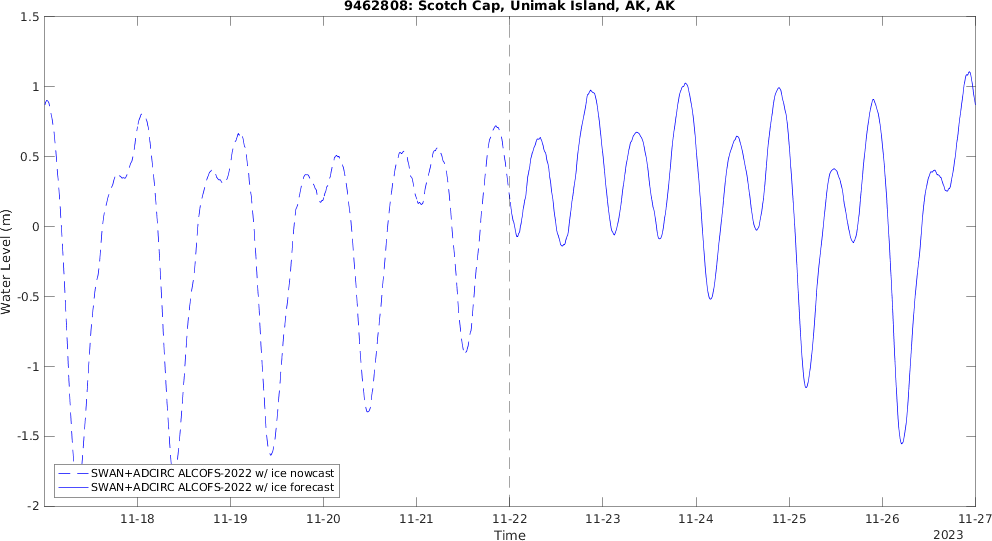 9462808: Scotch Cap, Unimak Island, AK, AK
1.5
1
0.5
0
-0.5
-1
-1.5
-2
Water Level (m)
SWAN+ADCIRC ALCOFS-2022 w/ ice nowcast
SWAN+ADCIRC ALCOFS-2022 w/ ice forecast
11-18 11-19 11-20 11-21 11-22 11-23 11-24 11-25 11-26 11-27
Time
2023